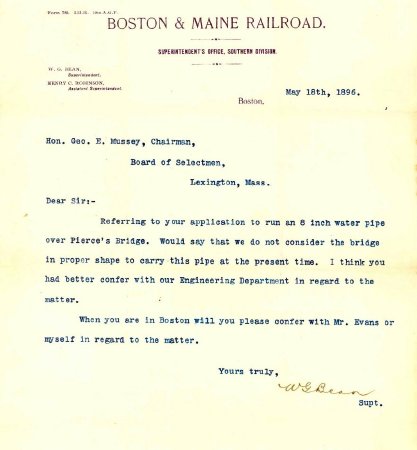 BOSTON & MAINE RAILROAD.
SUPERINTENDENT'S OFFICE, SOUTHERN DIVISION.
W. G. BEAN,
Superintendent.
HENRY C. ROBINSON,
Assistant Superintendent.
Boston, May 18th, 1896.
Hon. Geo. E. Mussey, Chairman,
Board of Selectmen,
Lexington, Mass.
Dear Sir:-
Referring to your application to run an 8 inch water pipe
over Pierce's Bridge. Would say that we do not consider the bridge
in proper shape to carry this pipe at the present time. I think you
had better confer with our Engineering Department in regard to the
matter.
When you are in Boston will you please confer with Mr. Evans or
myself in regard to the matter.
Yours truly,
W G Bean
Supt.